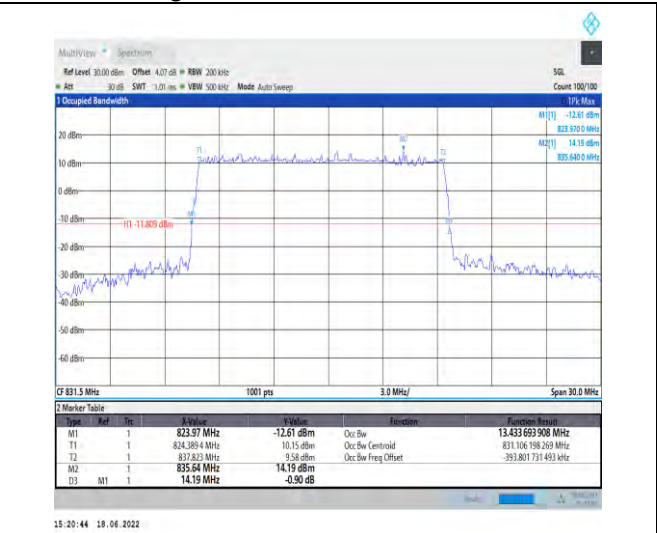 MultiView Spectrum
Ref Level 30.00 dBm Offset 4.07 dB RBW 200 kHz SGL
Att 30 dB SWT 1.01 ms VBW 500 kHz Mode Auto Sweep Count 100/100
1 Occupied Bandwidth 1Pk Max
M1[1] -12.61 dBm
823.970 0 MHz
M2[1] 14.19 dBm
835.640 0 MHz
20 dBm
M2
T1 T2
10 dBm
0 dBm
-10 dBm
M1
H1 -11.809 dBm
-20 dBm
-30 dBm
-40 dBm
-50 dBm
-60 dBm
CF 831.5 MHz 1001 pts 3.0 MHz/ Span 30.0 MHz
2 Marker Table
Type Ref Trc X-Value Y-Value Function Function Result
M1 1 823.97 MHz -12.61 dBm Occ Bw 13.433 693 908 MHz
T1 1 824.389 4 MHz 10.15 dBm Occ Bw Centroid 831.106 198 269 MHz
T2 1 837.823 MHz 9.58 dBm Occ Bw Freq Offset -393.801 731 493 kHz
M2 1 835.64 MHz 14.19 dBm
D3 M1 1 14.19 MHz -0.90 dB
15:20:44 18.06.2022